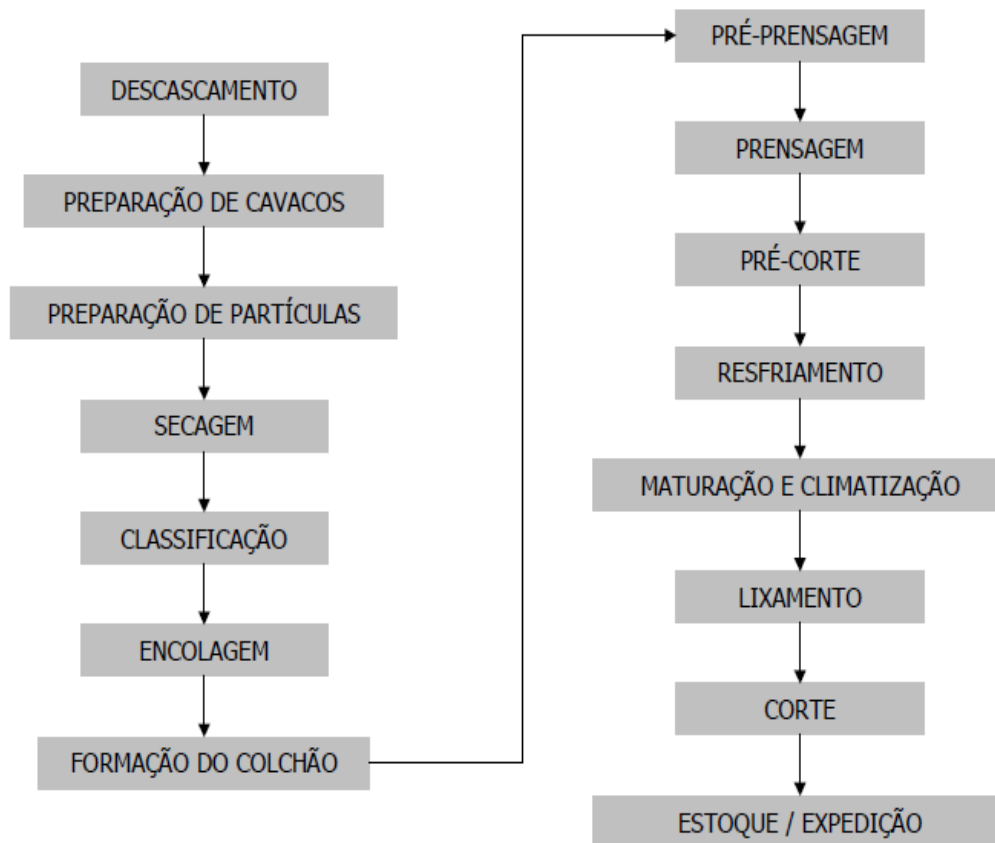 DESCASCAMENTO
PREPARAÇÃO DE CAVACOS
PREPARAÇÃO DE PARTÍCULAS
SECAGEM
CLASSIFICAÇÃO
ENCOLAGEM
FORMAÇÃO DO COLCHÃO
PRÉ-PRENSAGEM
PRENSAGEM
PRÉ-CORTE
RESFRIAMENTO
MATURAÇÃO E CLIMATIZAÇÃO
LIXAMENTO
CORTE
ESTOQUE / EXPEDIÇÃO